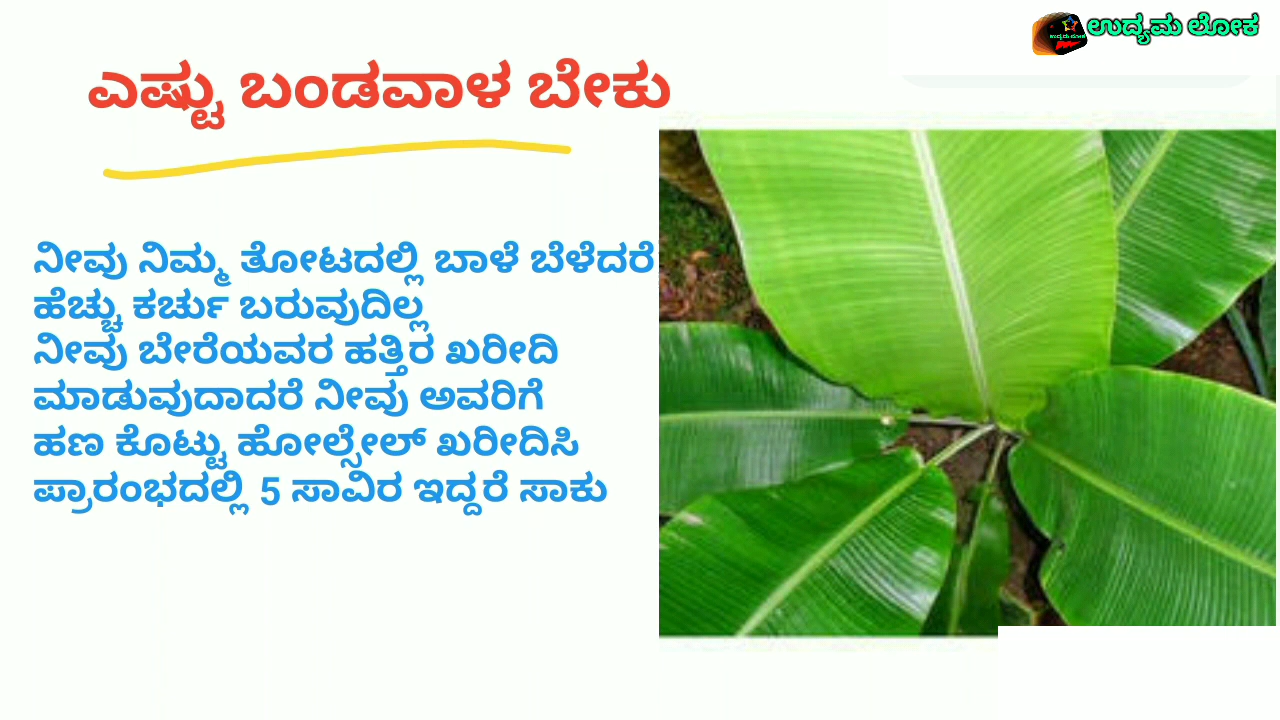 ಉದ್ಯಮ ಲೋಕ
ಎಷ್ಟು ಬಂಡವಾಳ ಬೇಕು
ನೀವು ನಿಮ್ಮ ತೋಟದಲ್ಲಿ ಬಾಳೆ ಬೆಳೆದರೆ
ಹೆಚ್ಚು ಕರ್ಚು ಬರುವುದಿಲ್ಲ
ನೀವು ಬೇರೆಯವರ ಹತ್ತಿರ ಖರೀದಿ
ಮಾಡುವುದಾದರೆ ನೀವು ಅವರಿಗೆ
ಹಣ ಕೊಟ್ಟು ಹೋಲ್ಸೇಲ್ ಖರೀದಿಸಿ
ಪ್ರಾರಂಭದಲ್ಲಿ 5 ಸಾವಿರ ಇದ್ದರೆ ಸಾಕು